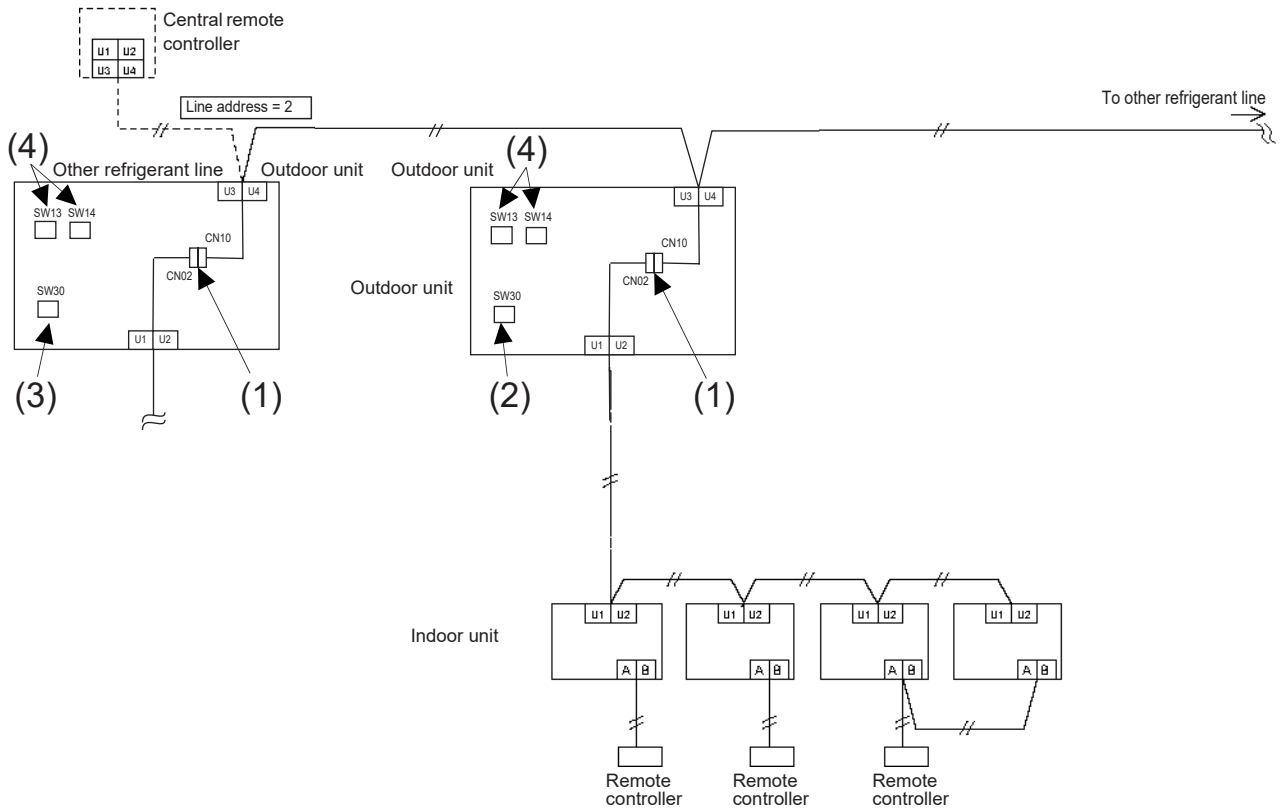 Central remote
controller
U1 U2
U3 U4
Line address = 2
To other refrigerant line
(4)
Other refrigerant line
Outdoor unit
Outdoor unit
(4)
U3 U4
U3 U4
SW13 SW14
SW13 SW14
CN10
CN10
CN02
CN02
Outdoor unit
SW30
SW30
U1 U2
U1 U2
(3)
(1)
(2)
(1)
U1 U2
U1 U2
U1 U2
U1 U2
Indoor unit
A B
A B
A B
A B
Remote
controller
Remote
controller
Remote
controller